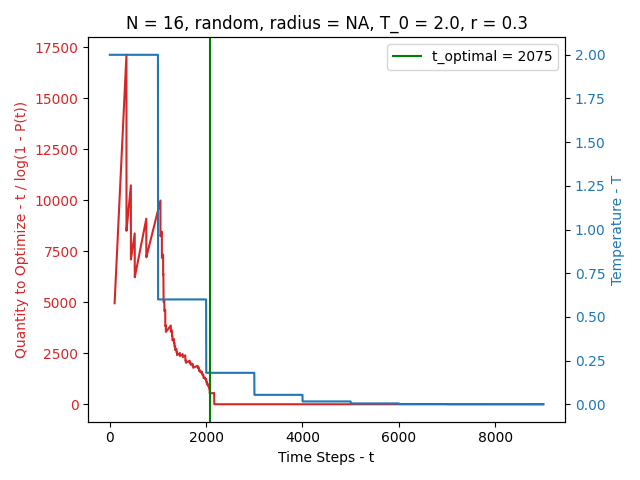 N = 16, random, radius = NA, T_0 = 2.0, r = 0.3
t_optimal = 2075
Quantity to Optimize - t / log(1 - P(t))
17500
15000
12500
10000
7500
5000
2500
0
2.00
1.75
1.50
1.25
1.00
0.75
0.50
0.25
0.00
Temperature - T
0 2000 4000 6000 8000
Time Steps - t